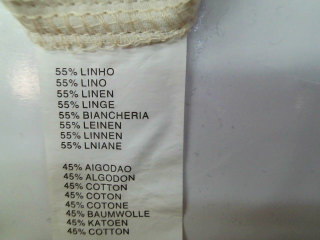 55% LINHO
55% LINO
55% LINEN
55% LINGE
55% BIANCHERIA
55% LEINEN
55% LINNEN
55% LNIANE
45% AIGODAO
45% ALGODON
45% COTTON
45% COTON
45% COTONE
45% BAUMWOLLE
45% KATOEN
45% COTTON